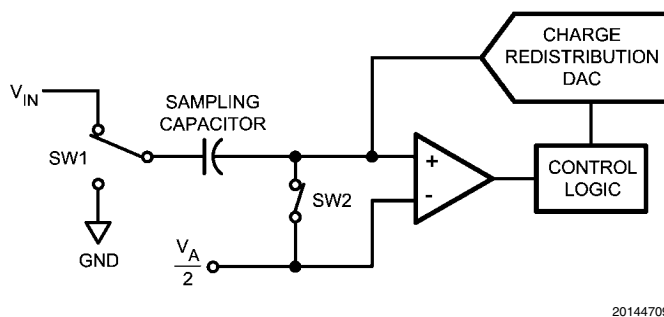 CHARGE
REDISTRIBUTION
DAC
V_IN
SAMPLING
CAPACITOR
SW1
+
-
CONTROL
LOGIC
SW2
GND
V_A
2